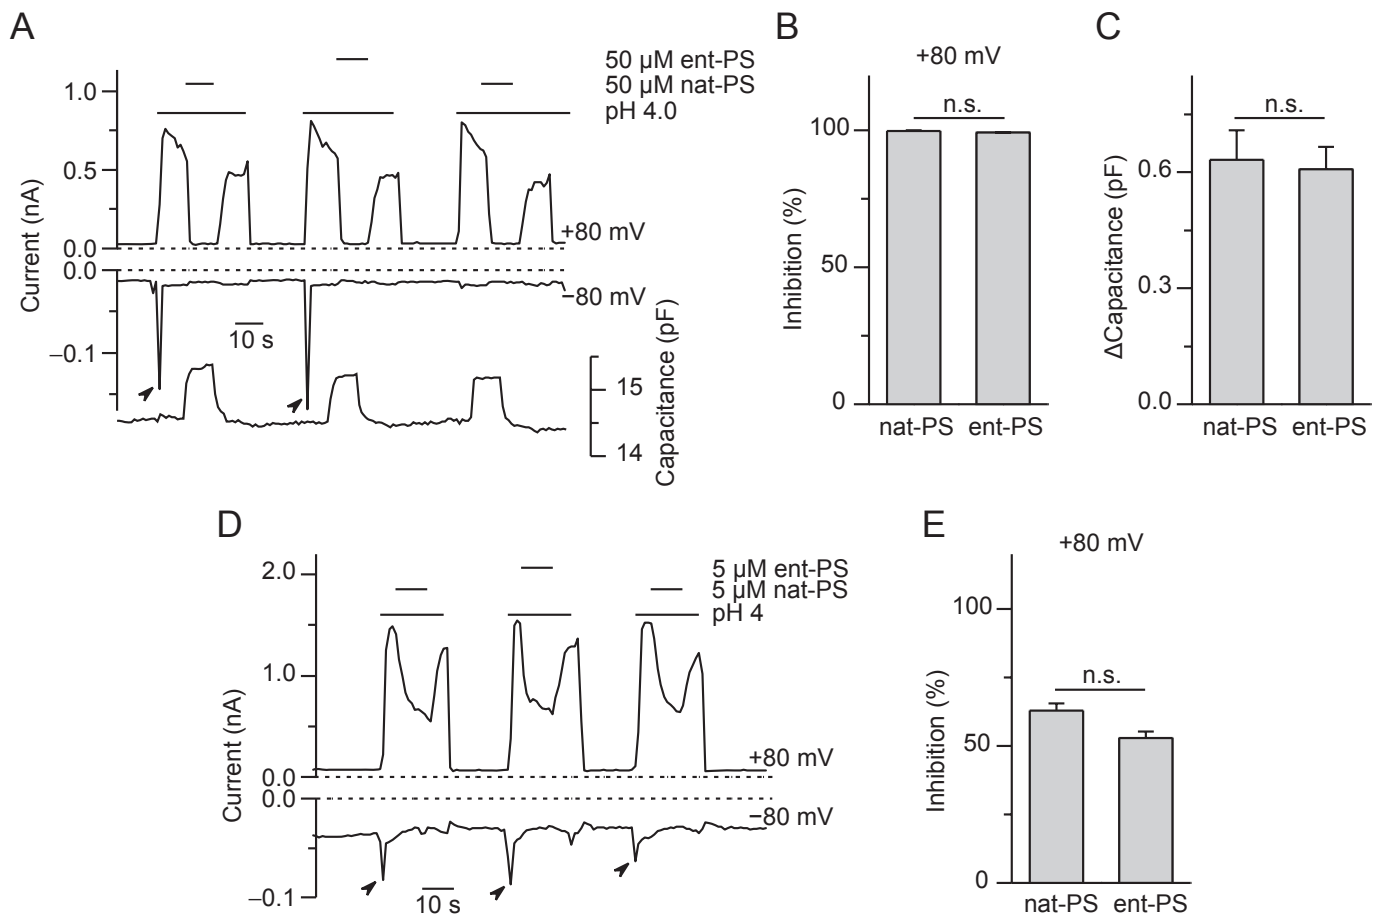 A
50 µM ent-PS
50 µM nat-PS
pH 4.0
1.0
0.5
0.0
+80 mV
0.0
−80 mV
−0.1
Current (nA)
10 s
15
14
Capacitance (pF)
B
+80 mV
n.s.
100
50
0
Inhibition (%)
nat-PS ent-PS
C
n.s.
0.6
0.3
0.0
ΔCapacitance (pF)
nat-PS ent-PS
D
5 µM ent-PS
5 µM nat-PS
pH 4
2.0
1.0
0.0
+80 mV
0.0
−80 mV
−0.1
Current (nA)
10 s
E
+80 mV
n.s.
100
50
0
Inhibition (%)
nat-PS ent-PS